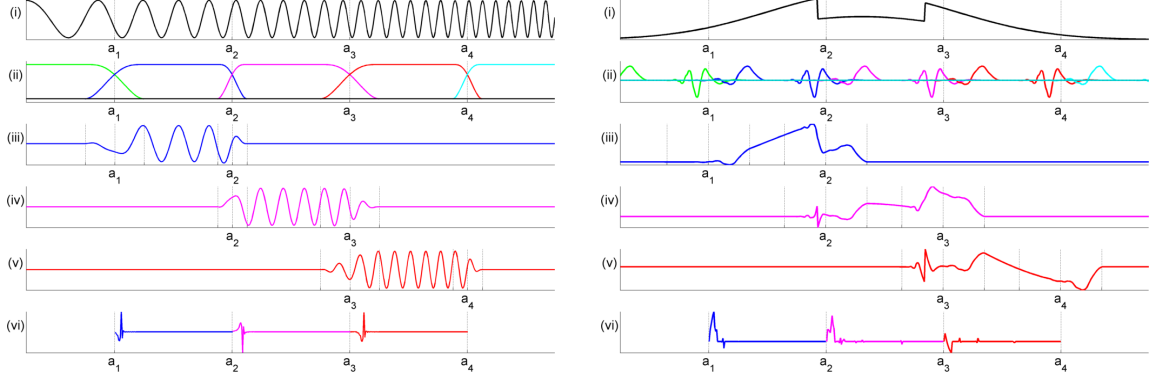 (i)
a1 a2 a3 a4
(ii)
a1 a2 a3 a4
(iii)
a1 a2
(iv)
a2 a3
(v)
a3 a4
(vi)
a1 a2 a3 a4
(i)
a1 a2 a3 a4
(ii)
a1 a2 a3 a4
(iii)
a1 a2
(iv)
a2 a3
(v)
a3 a4
(vi)
a1 a2 a3 a4